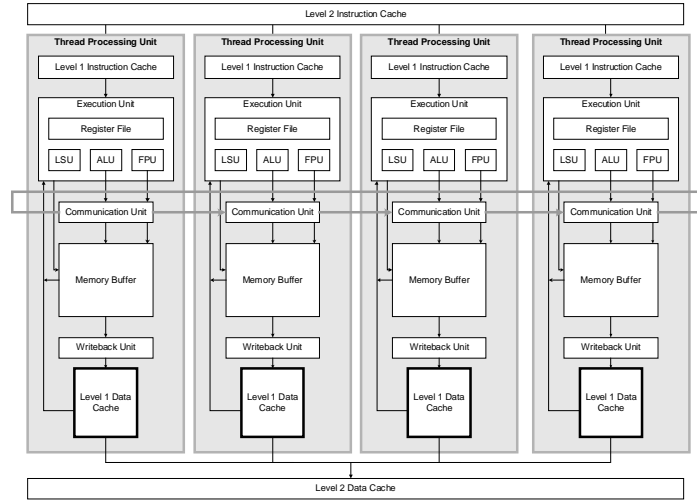 Level 2 Instruction Cache
Thread Processing Unit
Level 1 Instruction Cache
Execution Unit
Register File
LSU
ALU
FPU
Communication Unit
Memory Buffer
Writeback Unit
Level 1 Data
Cache
Thread Processing Unit
Level 1 Instruction Cache
Execution Unit
Register File
LSU
ALU
FPU
Communication Unit
Memory Buffer
Writeback Unit
Level 1 Data
Cache
Thread Processing Unit
Level 1 Instruction Cache
Execution Unit
Register File
LSU
ALU
FPU
Communication Unit
Memory Buffer
Writeback Unit
Level 1 Data
Cache
Thread Processing Unit
Level 1 Instruction Cache
Execution Unit
Register File
LSU
ALU
FPU
Communication Unit
Memory Buffer
Writeback Unit
Level 1 Data
Cache
Level 2 Data Cache